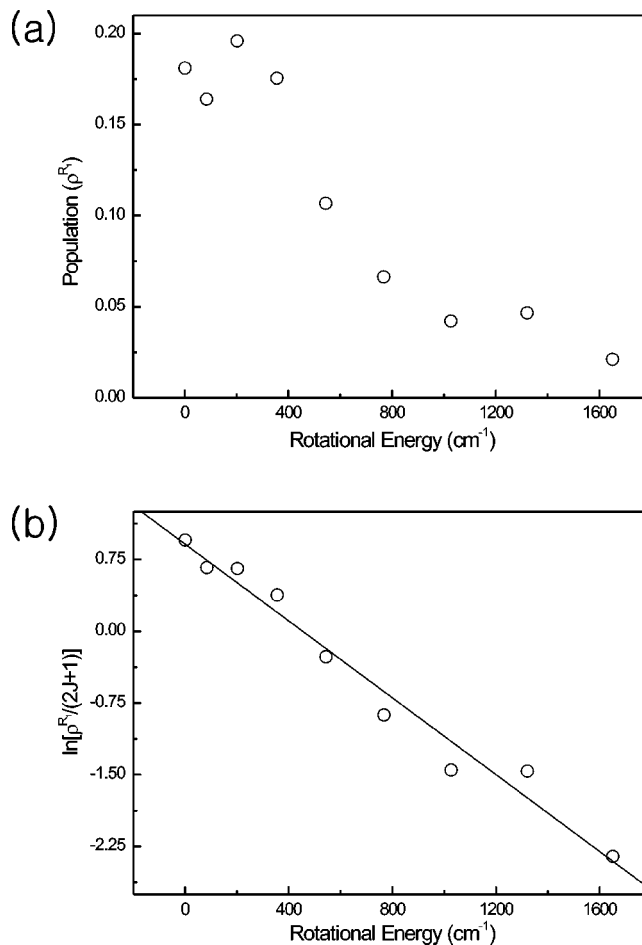 (a)
0.20
0.15
0.10
0.05
0.00
Population (ρ^R₁)
0 400 800 1200 1600
Rotational Energy (cm⁻¹)
(b)
0.75
0.00
-0.75
-1.50
-2.25
ln[ρ^R₁/(2J+1)]
0 400 800 1200 1600
Rotational Energy (cm⁻¹)